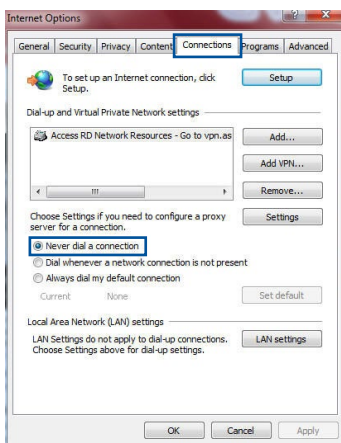 Internet Options
General Security Privacy Content Connections Programs Advanced
To set up an Internet connection, click
Setup.
Setup
Dial-up and Virtual Private Network settings
Access RD Network Resources - Go to vpn.as
Add...
Add VPN...
Remove...
Choose Settings if you need to configure a proxy
server for a connection.
Settings
Never dial a connection
Dial whenever a network connection is not present
Always dial my default connection
Current None
Set default
Local Area Network (LAN) settings
LAN Settings do not apply to dial-up connections.
Choose Settings above for dial-up settings.
LAN settings
OK Cancel Apply